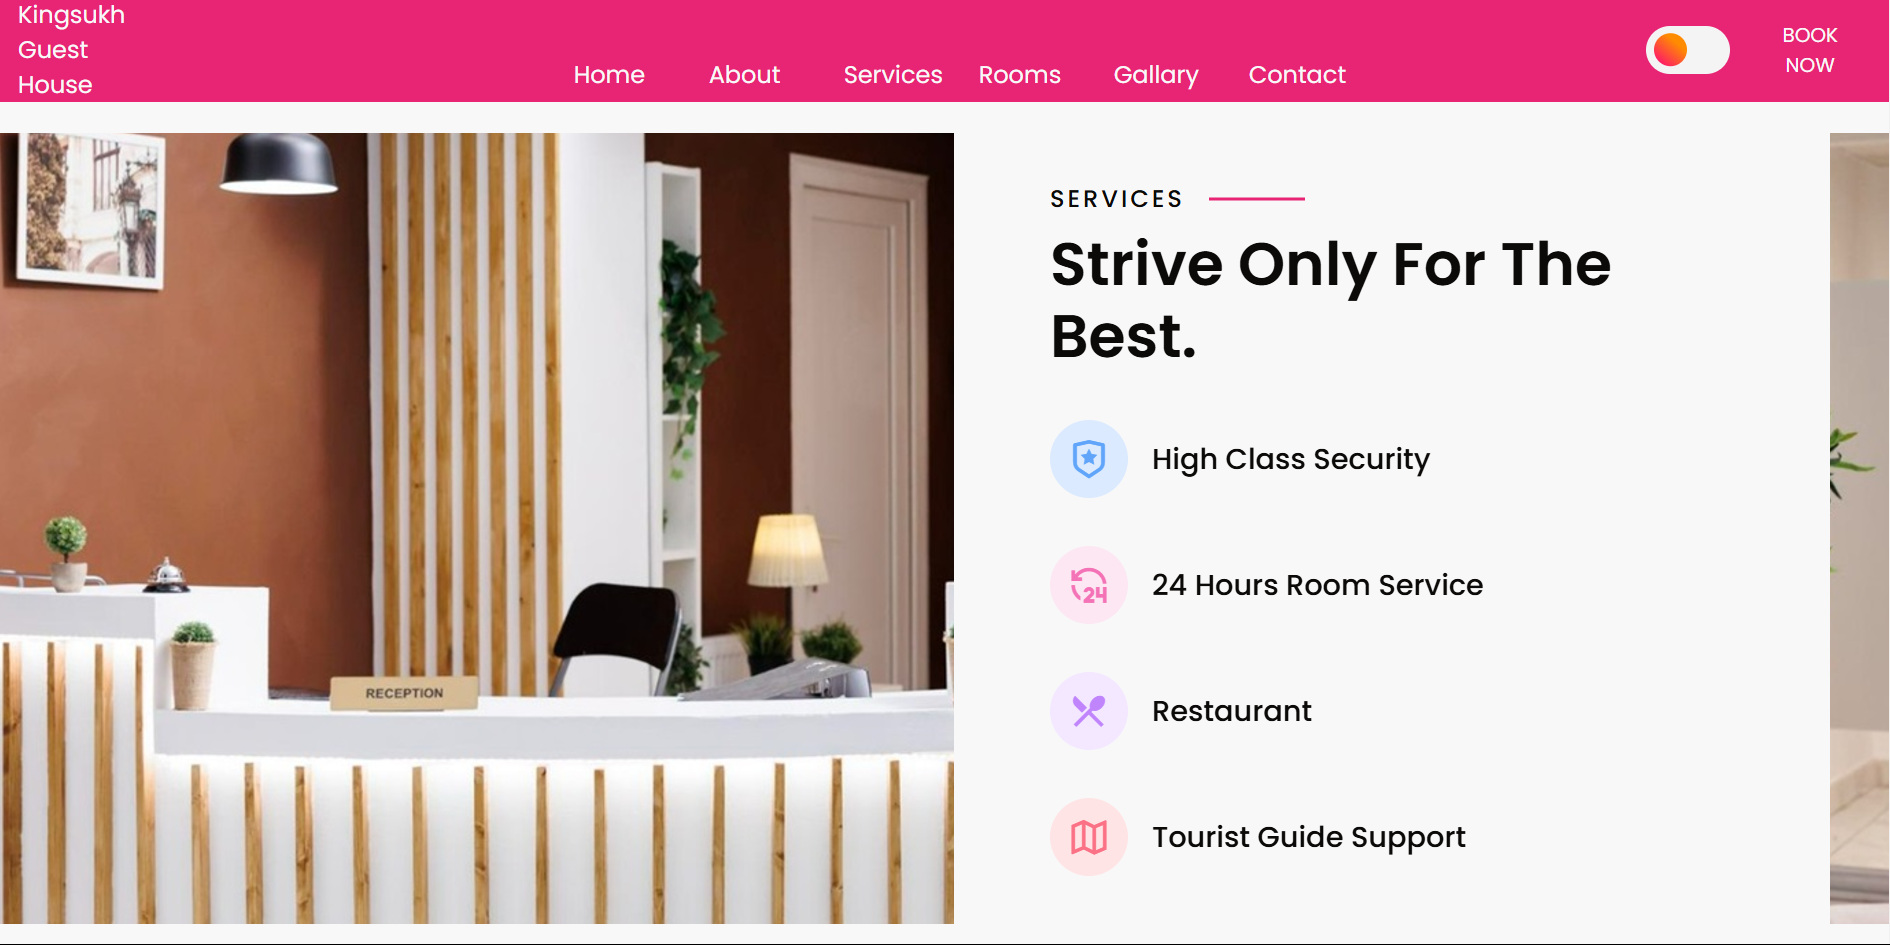 Kingsukh
Guest
House
Home
About
Services
Rooms
Gallary
Contact
BOOK
NOW
RECEPTION
SERVICES
Strive Only For The
Best.
High Class Security
24
24 Hours Room Service
Restaurant
Tourist Guide Support